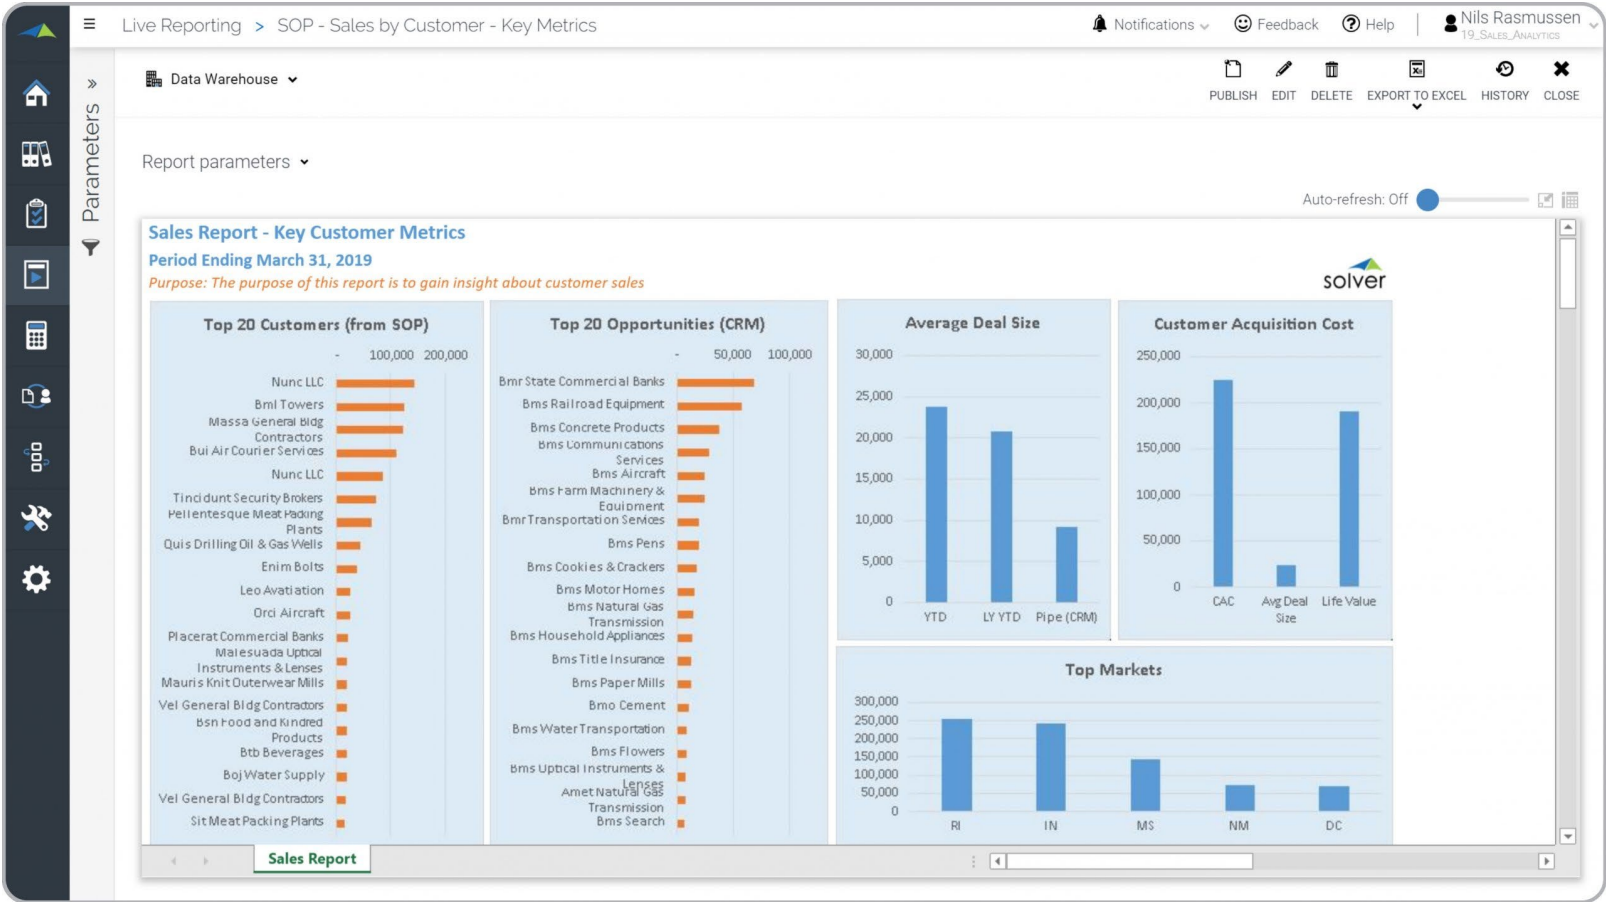 Live Reporting > SOP - Sales by Customer - Key Metrics
Notifications
Feedback
Help
Nils Rasmussen
19_Sales_Analytics
Parameters
Data Warehouse
PUBLISH
EDIT
DELETE
EXPORT TO EXCEL
HISTORY
CLOSE
Report parameters
Auto-refresh: Off
Sales Report - Key Customer Metrics
Period Ending March 31, 2019
Purpose: The purpose of this report is to gain insight about customer sales
solver
Top 20 Customers (from SOP)
- 100,000 200,000
Nunc LLC
Bml Towers
Massa General Bldg
Contractors
Bui Air Courier Services
Nunc LLC
Tincidunt Security Brokers
Pellentesque Meat Packing
Plants
Quis Drilling Oil & Gas Wells
Enim Bolts
Leo Avatiation
Orci Aircraft
Placerat Commercial Banks
Malesuada Optical
Instruments & Lenses
Mauris Knit Outerwear Mills
Vel General Bldg Contractors
Bsn Food and Kindred
Products
Btb Beverages
Boj Water Supply
Vel General Bldg Contractors
Sit Meat Packing Plants
Top 20 Opportunities (CRM)
- 50,000 100,000
Bmr State Commercial Banks
Bms Railroad Equipment
Bms Concrete Products
Bms Communications
Services
Bms Aircraft
Bms Farm Machinery &
Equipment
Bmr Transportation Services
Bms Pens
Bms Cookies & Crackers
Bms Motor Homes
Bms Natural Gas
Transmission
Bms Household Appliances
Bms Title Insurance
Bms Paper Mills
Bmo Cement
Bms Water Transportation
Bms Flowers
Bms Optical Instruments &
Lenses
Amet Natural Gas
Transmission
Bms Search
Average Deal Size
30,000
25,000
20,000
15,000
10,000
5,000
0
YTD LY YTD Pipe (CRM)
Customer Acquisition Cost
250,000
200,000
150,000
100,000
50,000
0
CAC Avg Deal Life Value
Size
Top Markets
300,000
250,000
200,000
150,000
100,000
50,000
0
RI IN MS NM DC
Sales Report